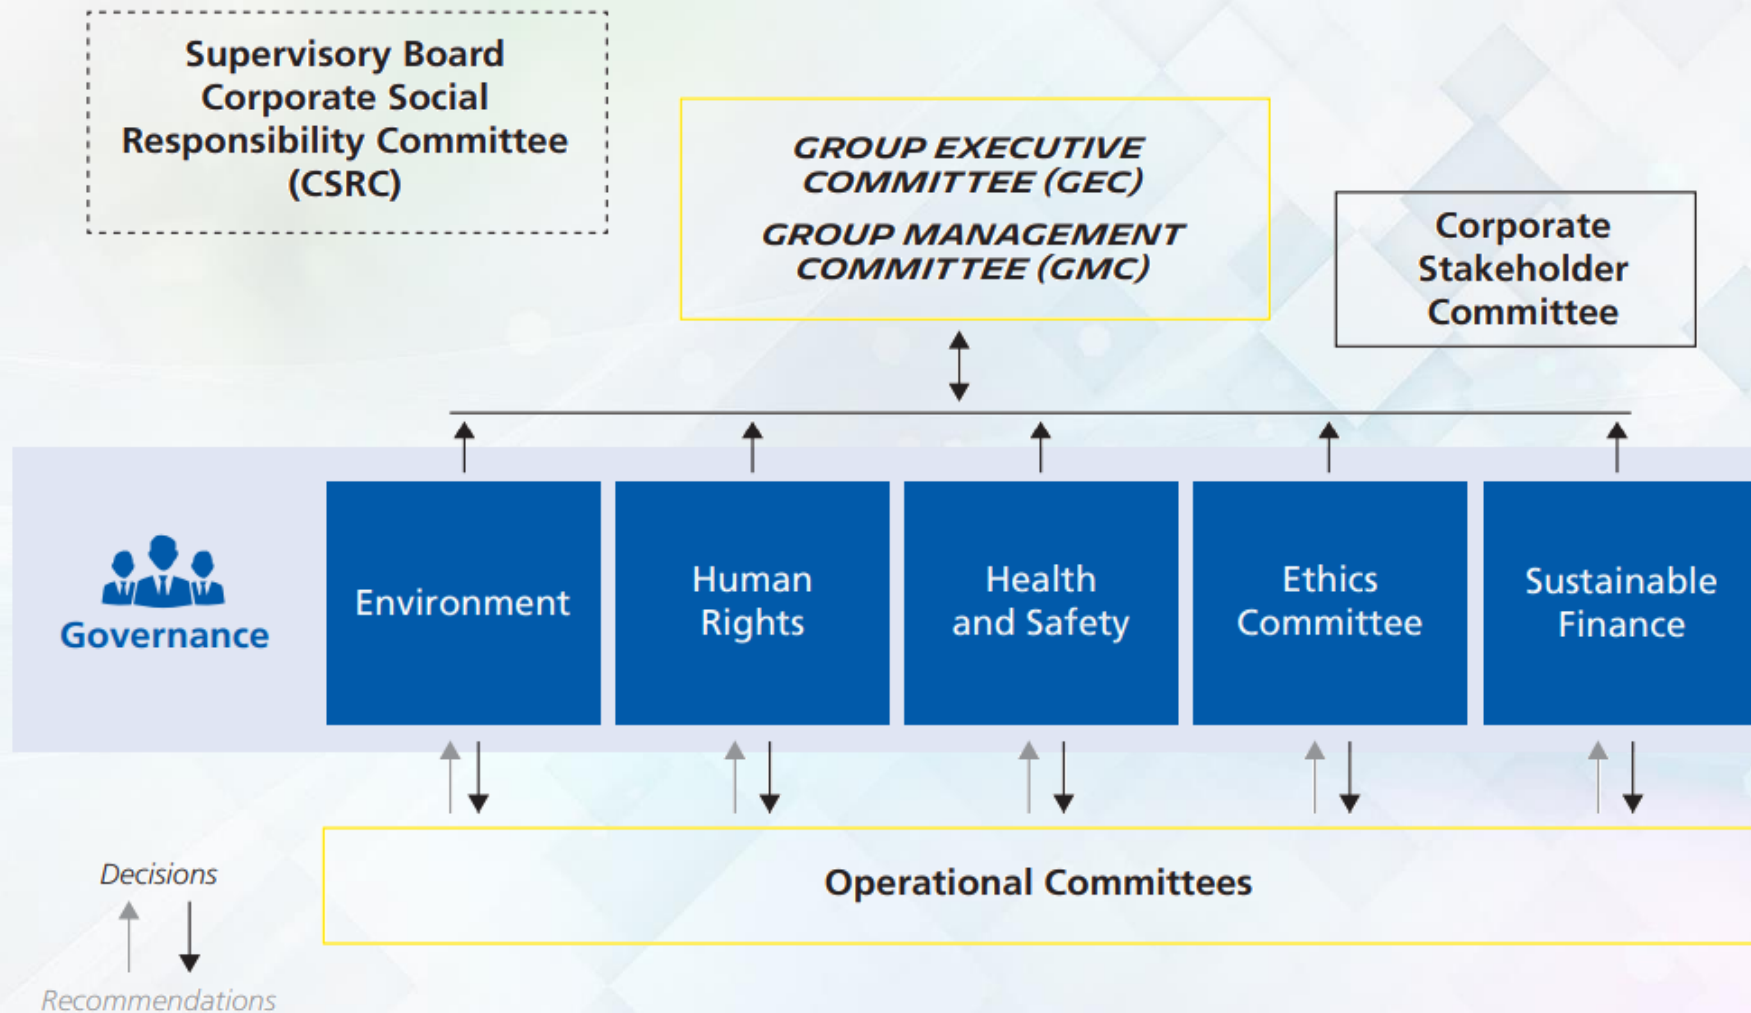 Supervisory Board
Corporate Social
Responsibility Committee
(CSRC)
GROUP EXECUTIVE
COMMITTEE (GEC)
GROUP MANAGEMENT
COMMITTEE (GMC)
Corporate
Stakeholder
Committee
Governance
Environment
Human
Rights
Health
and Safety
Ethics
Committee
Sustainable
Finance
Operational Committees
Decisions
Recommendations